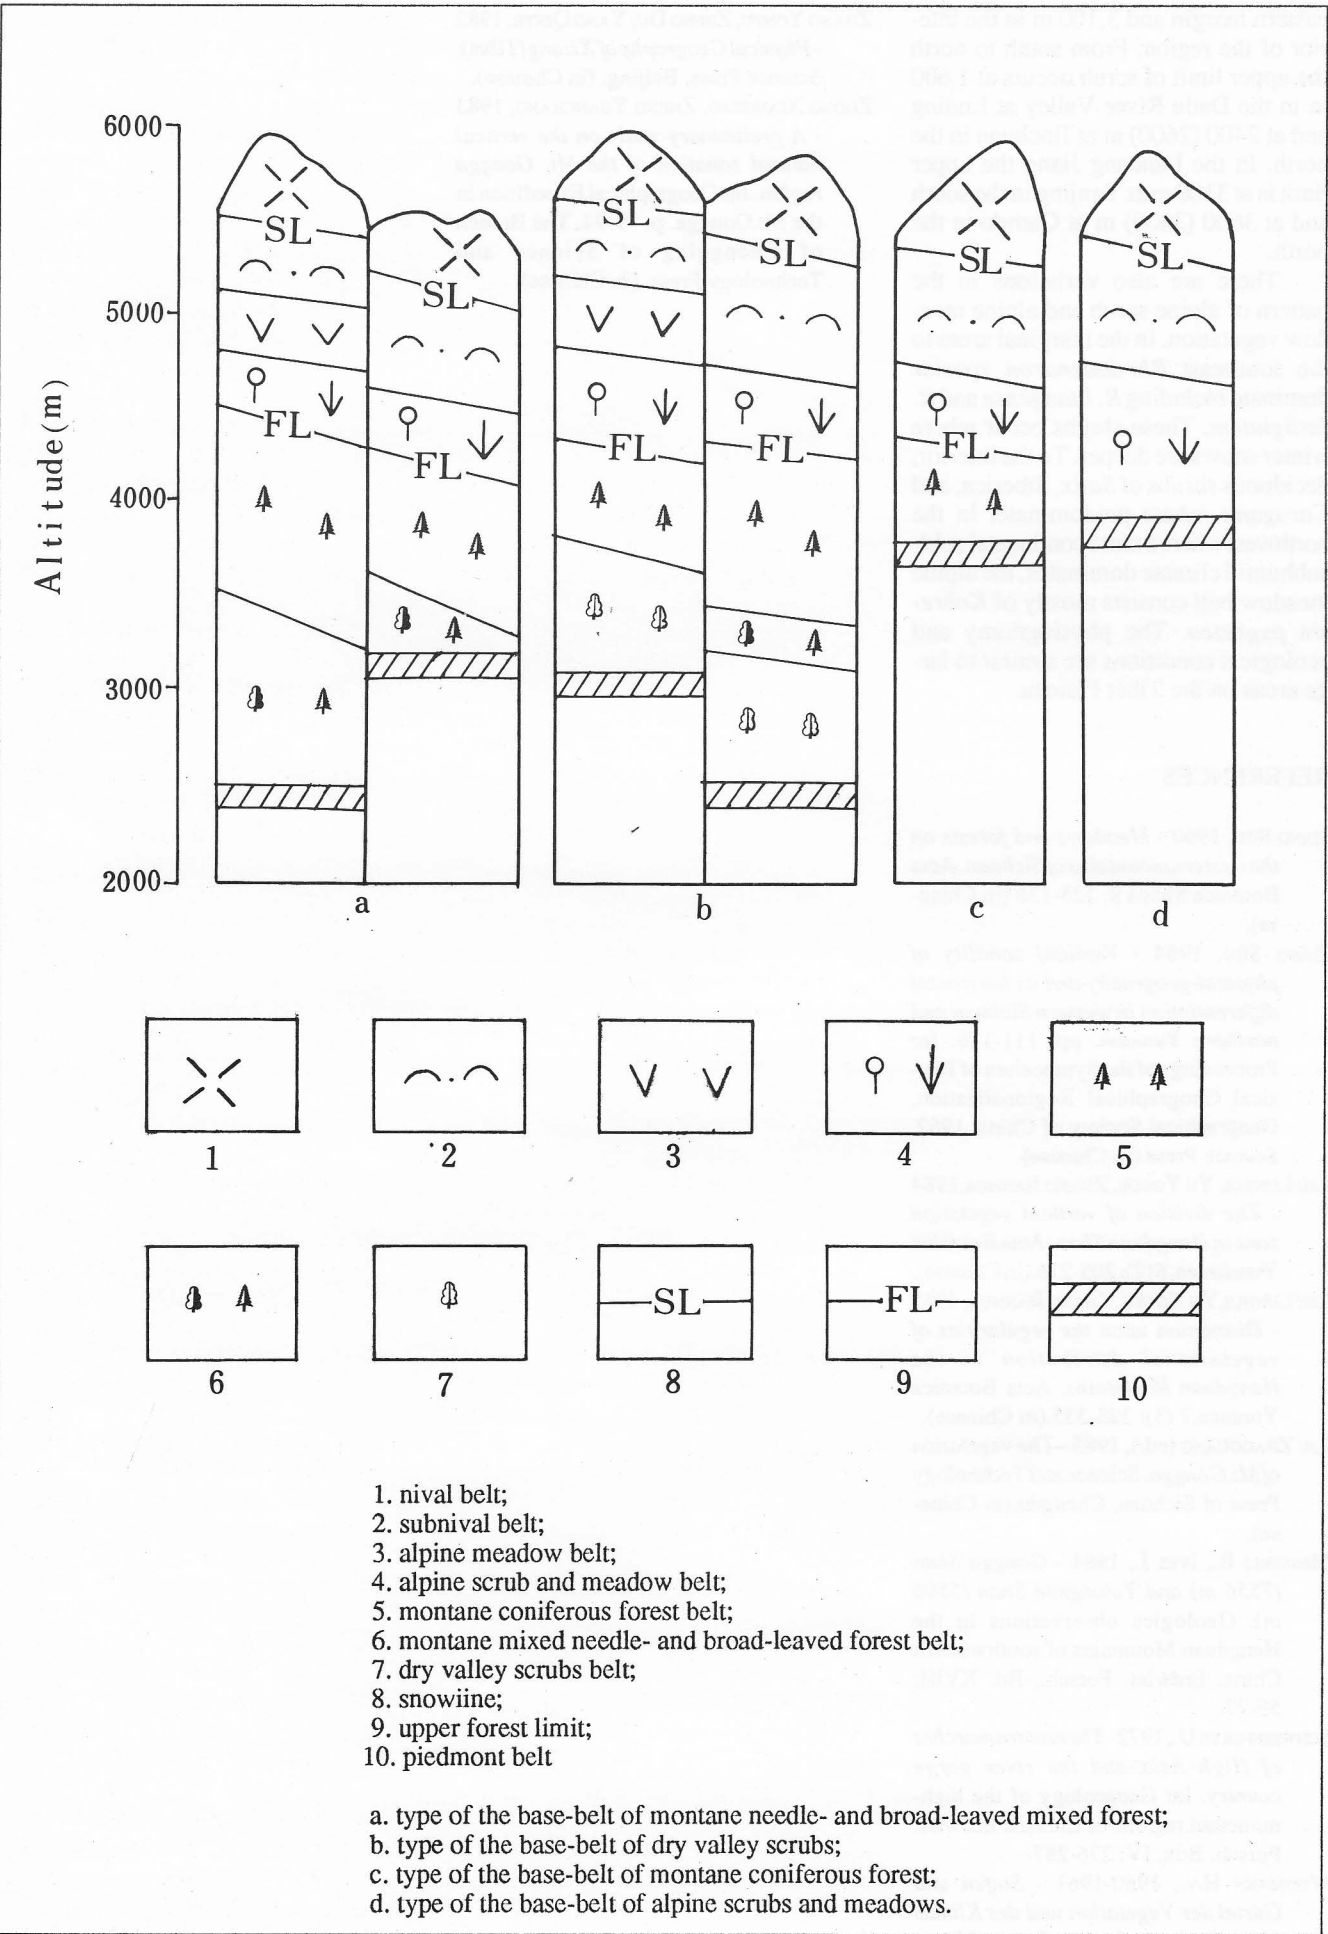 6000
SL
SL
SL
SL
SL
SL
5000
FL
FL
FL
FL
FL
4000
Altitude(m)
3000
2000
a
b
c
d
1
2
3
4
5
SL
FL
6
7
8
9
10
1. nival belt;
2. subnival belt;
3. alpine meadow belt;
4. alpine scrub and meadow belt;
5. montane coniferous forest belt;
6. montane mixed needle- and broad-leaved forest belt;
7. dry valley scrubs belt;
8. snowiine;
9. upper forest limit;
10. piedmont belt
a. type of the base-belt of montane needle- and broad-leaved mixed forest;
b. type of the base-belt of dry valley scrubs;
c. type of the base-belt of montane coniferous forest;
d. type of the base-belt of alpine scrubs and meadows.